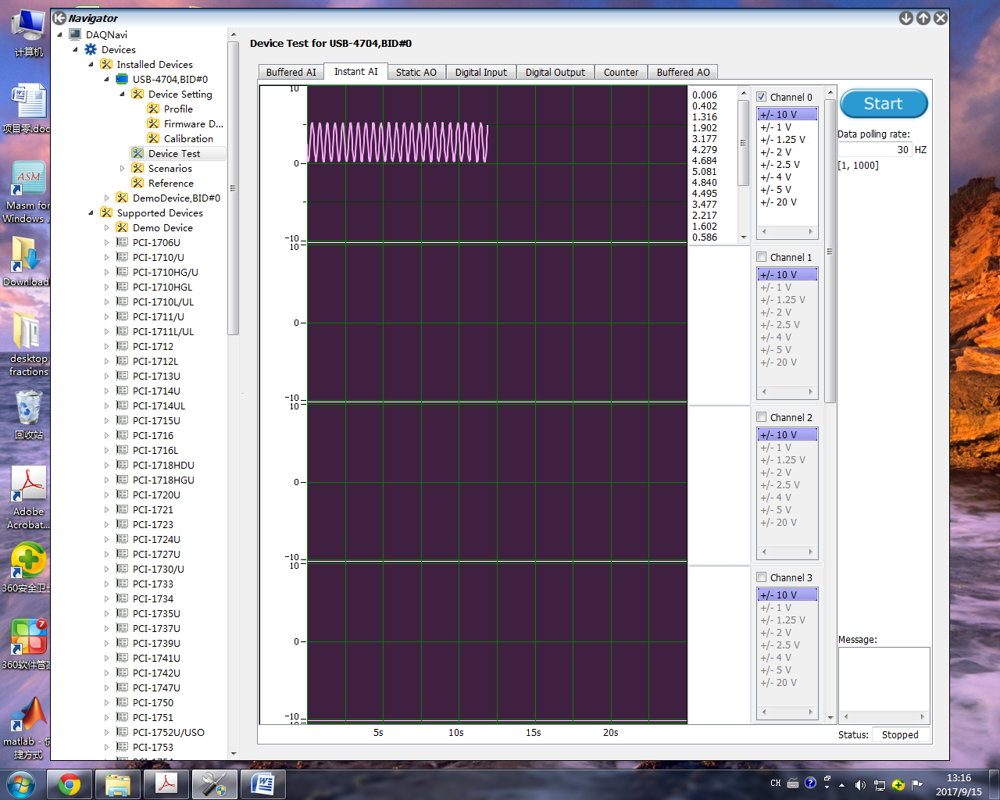 Navigator
DAQNavi
Devices
Installed Devices
USB-4704,BID#0
Device Setting
Profile
Firmware D...
Calibration
Device Test
Scenarios
Reference
DemoDevice,BID#0
Supported Devices
Demo Device
PCI-1706U
PCI-1710/U
PCI-1710HG/U
PCI-1710HGL
PCI-1710L/UL
PCI-1711/U
PCI-1711L/UL
PCI-1712
PCI-1712L
PCI-1713U
PCI-1714U
PCI-1714UL
PCI-1715U
PCI-1716
PCI-1716L
PCI-1718HDU
PCI-1718HGU
PCI-1720U
PCI-1721
PCI-1723
PCI-1724U
PCI-1727U
PCI-1730/U
PCI-1733
PCI-1734
PCI-1735U
PCI-1737U
PCI-1739U
PCI-1741U
PCI-1742U
PCI-1747U
PCI-1750
PCI-1751
PCI-1752U/USO
PCI-1753
Device Test for USB-4704,BID#0
Buffered AI Instant AI Static AO Digital Input Digital Output Counter Buffered AO
10
0
-10
10
0
-10
10
0
-10
10
0
-10
5s 10s 15s 20s
0.006
0.402
1.316
1.902
3.177
4.279
4.684
5.081
4.840
4.495
3.477
2.217
1.602
0.586
Channel 0
+/- 10 V
+/- 1 V
+/- 1.25 V
+/- 2 V
+/- 2.5 V
+/- 4 V
+/- 5 V
+/- 20 V
Channel 1
+/- 10 V
+/- 1 V
+/- 1.25 V
+/- 2 V
+/- 2.5 V
+/- 4 V
+/- 5 V
+/- 20 V
Channel 2
+/- 10 V
+/- 1 V
+/- 1.25 V
+/- 2 V
+/- 2.5 V
+/- 4 V
+/- 5 V
+/- 20 V
Channel 3
+/- 10 V
+/- 1 V
+/- 1.25 V
+/- 2 V
+/- 2.5 V
+/- 4 V
+/- 5 V
+/- 20 V
Start
Data polling rate:
30 HZ
[1, 1000]
Message:
Status: Stopped
计算机
项目零.doc
ASM
Masm for
Windows ..
Download
desktop
fractions
回收站
Adobe
Acrobat...
360安全卫士
7
360软件管家
matlab - 快
捷方式
CH
13:16
2017/9/15